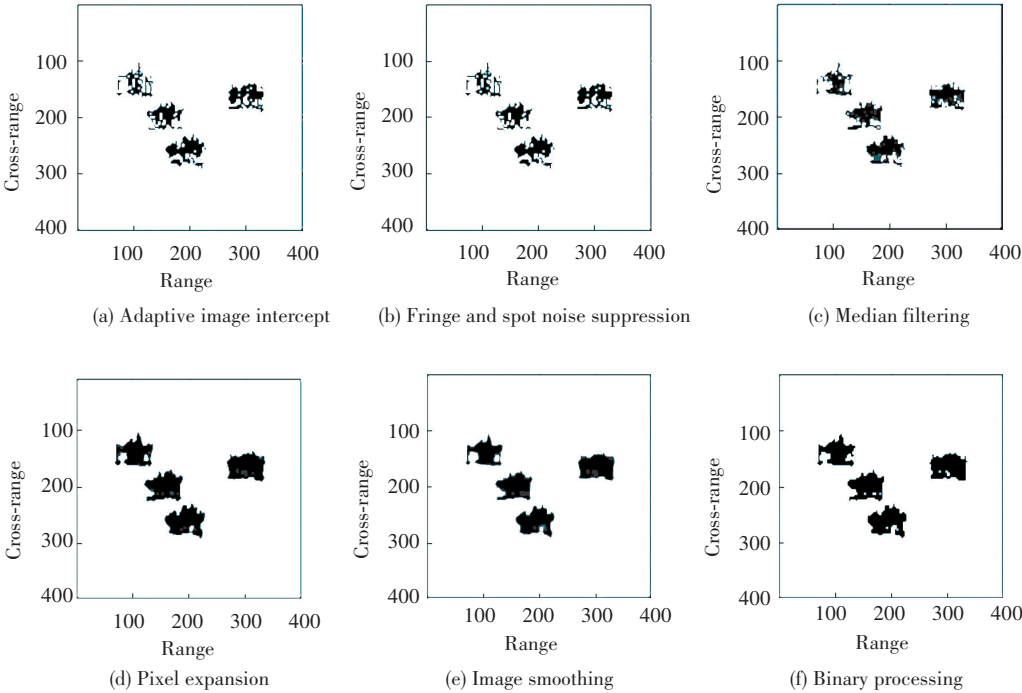 Cross-range
100
200
300
400
100 200 300 400
Range
(a) Adaptive image intercept
Cross-range
100
200
300
400
100 200 300 400
Range
(b) Fringe and spot noise suppression
Cross-range
100
200
300
400
100 200 300 400
Range
(c) Median filtering
Cross-range
100
200
300
400
100 200 300 400
Range
(d) Pixel expansion
Cross-range
100
200
300
400
100 200 300 400
Range
(e) Image smoothing
Cross-range
100
200
300
400
100 200 300 400
Range
(f) Binary processing